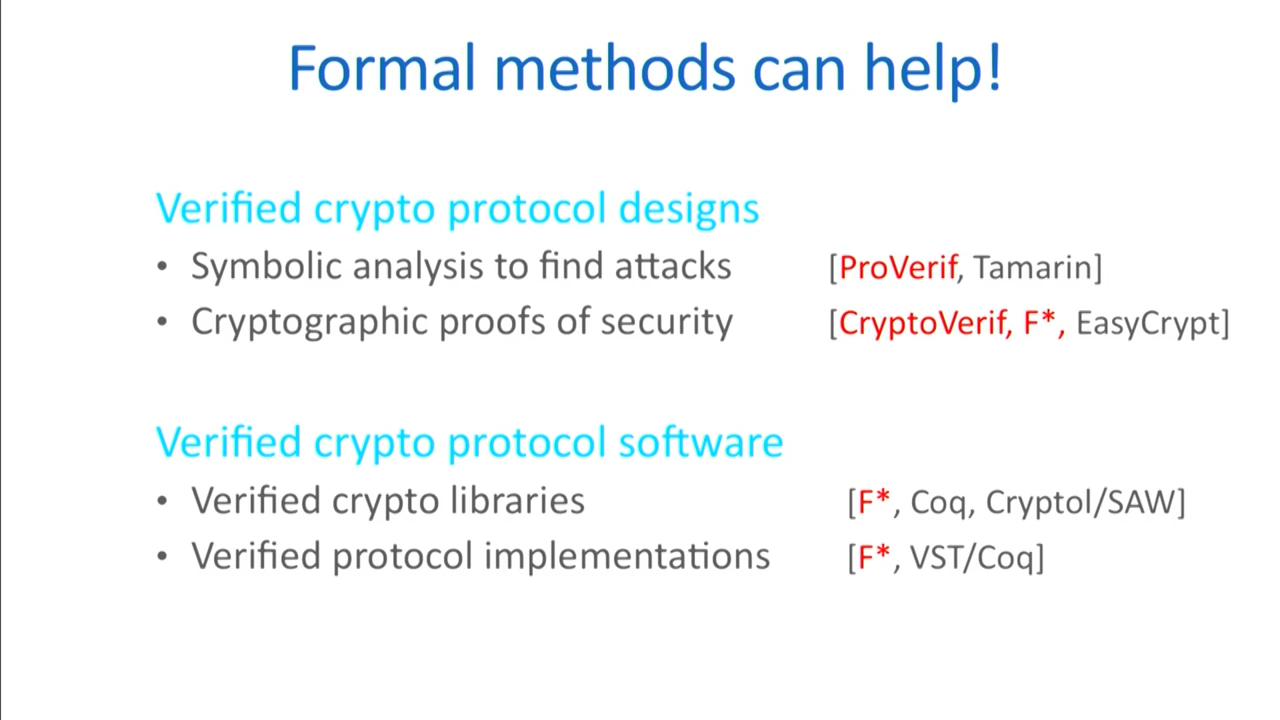 Formal methods can help!
Verified crypto protocol designs
• Symbolic analysis to find attacks [ProVerif, Tamarin]
• Cryptographic proofs of security [CryptoVerif, F*, EasyCrypt]
Verified crypto protocol software
• Verified crypto libraries [F*, Coq, Cryptol/SAW]
• Verified protocol implementations [F*, VST/Coq]